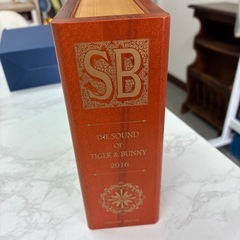 SB
THE SOUND
OF
TIGER & BUNNY
2016